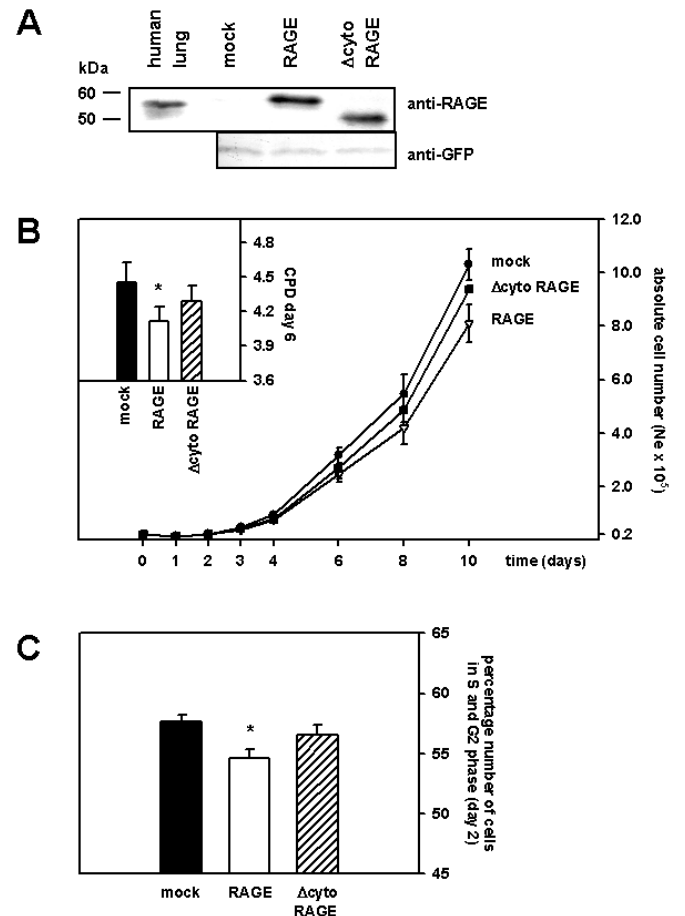 A
human
lung
mock
RAGE
Δcyto
RAGE
kDa
60
50
anti-RAGE
anti-GFP
B
4.8
4.5
4.2
3.9
3.6
CPD day 6
*
mock
RAGE
Δcyto RAGE
12.0
10.0
8.0
6.0
4.0
2.0
0.2
absolute cell number (Ne x 10⁵)
mock
Δcyto RAGE
RAGE
0 1 2 3 4 6 8 10 time (days)
C
65
60
55
50
45
percentage number of cells
in S and G2 phase (day 2)
*
mock RAGE Δcyto
RAGE